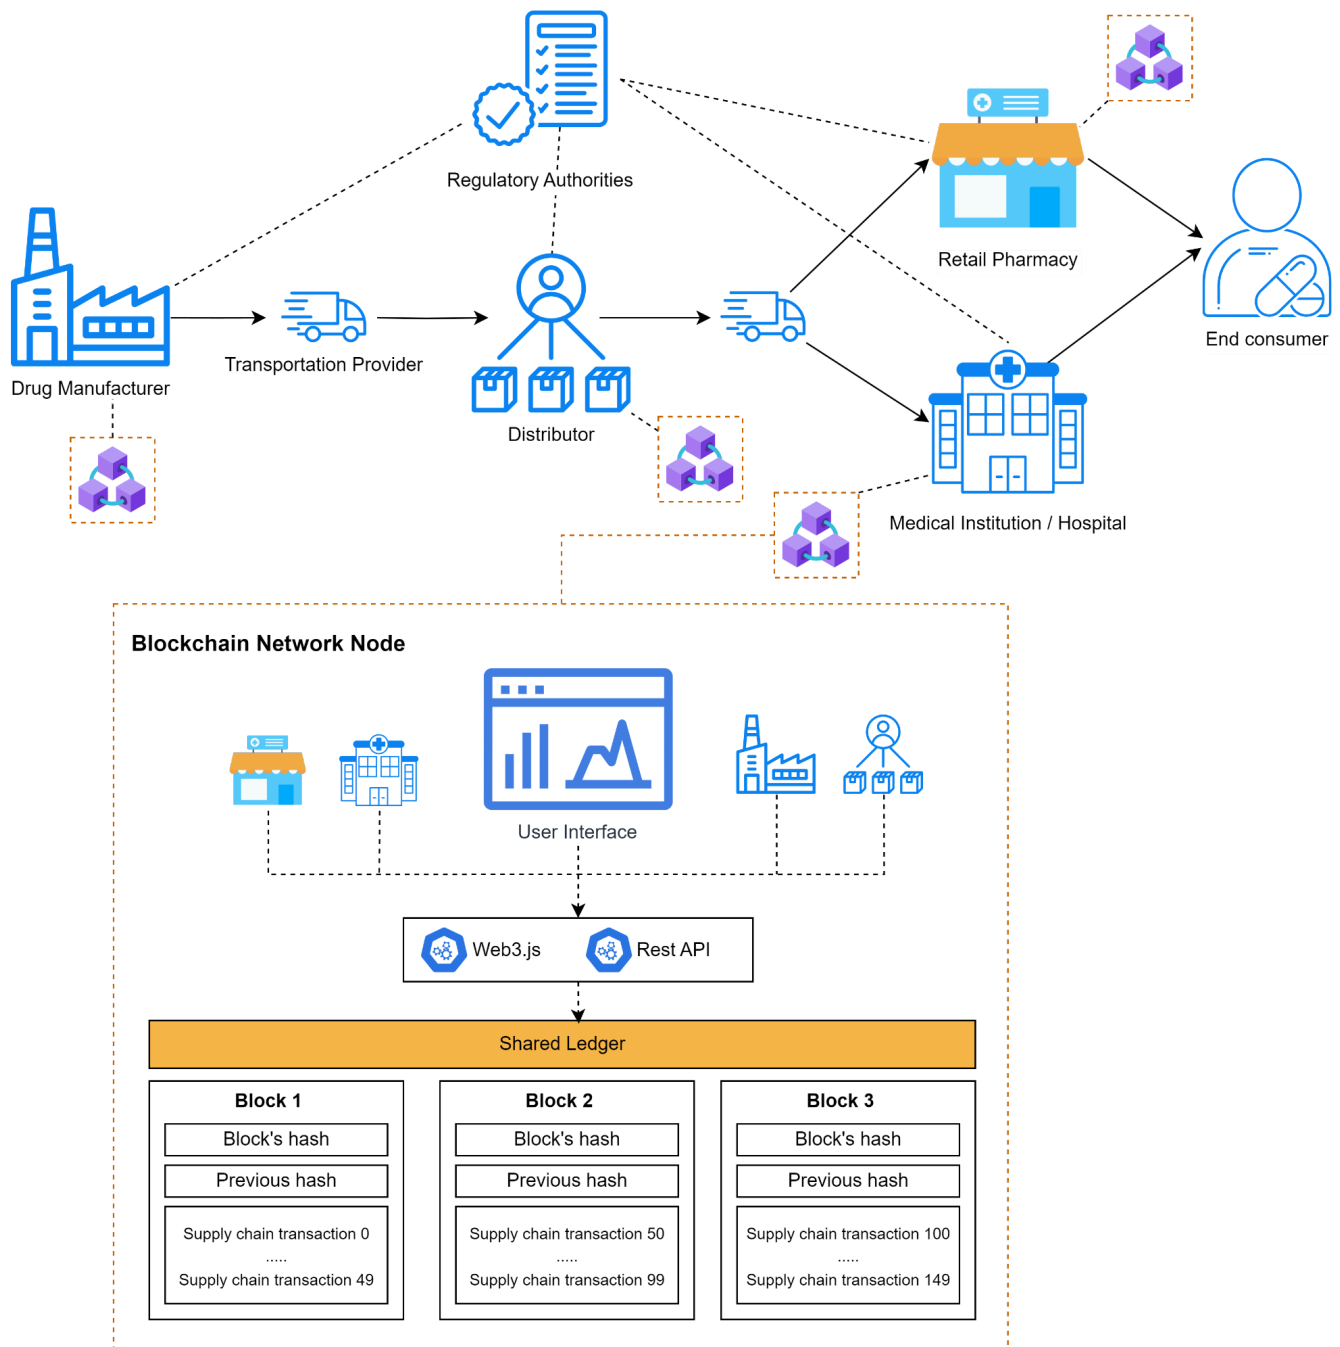 Regulatory Authorities
Retail Pharmacy
End consumer
Transportation Provider
Drug Manufacturer
Distributor
Medical Institution / Hospital
Blockchain Network Node
User Interface
Web3.js
Rest API
Shared Ledger
Block 1
Block's hash
Previous hash
Supply chain transaction 0
.....
Supply chain transaction 49
Block 2
Block's hash
Previous hash
Supply chain transaction 50
.....
Supply chain transaction 99
Block 3
Block's hash
Previous hash
Supply chain transaction 100
.....
Supply chain transaction 149